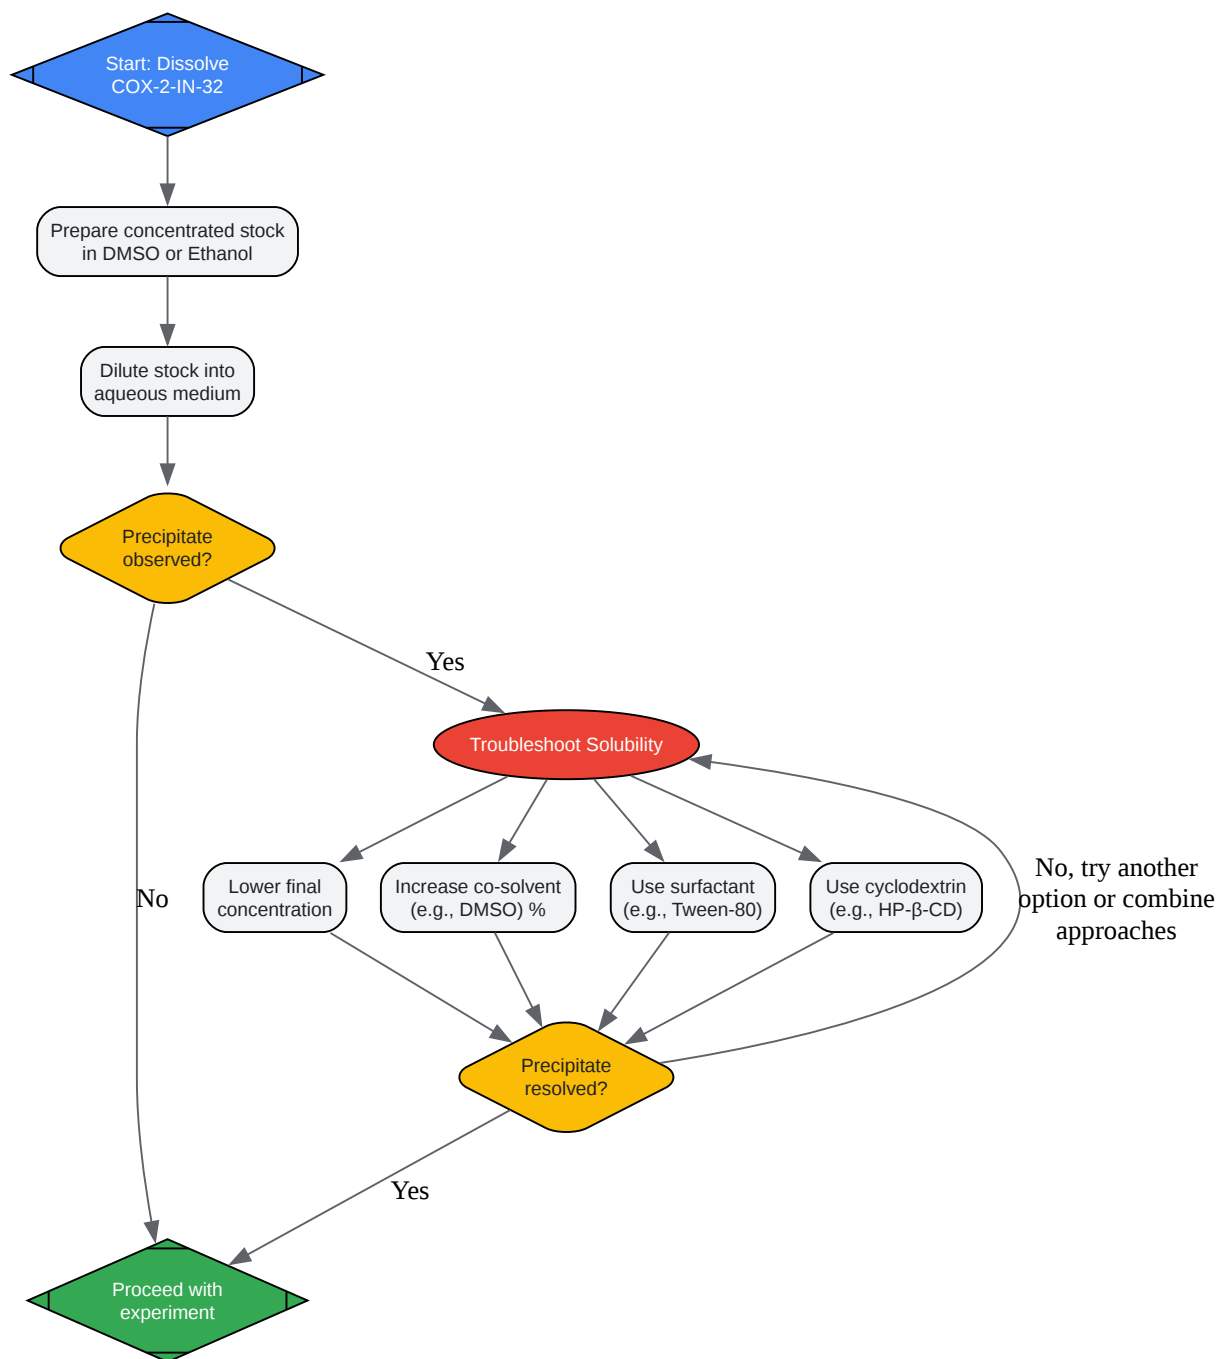 Start: Dissolve
COX-2-IN-32
Prepare concentrated stock
in DMSO or Ethanol
Dilute stock into
aqueous medium
Precipitate
observed?
Yes
No
Troubleshoot Solubility
Lower final
concentration
Increase co-solvent
(e.g., DMSO) %
Use surfactant
(e.g., Tween-80)
Use cyclodextrin
(e.g., HP-β-CD)
No, try another
option or combine
approaches
Precipitate
resolved?
Yes
Proceed with
experiment